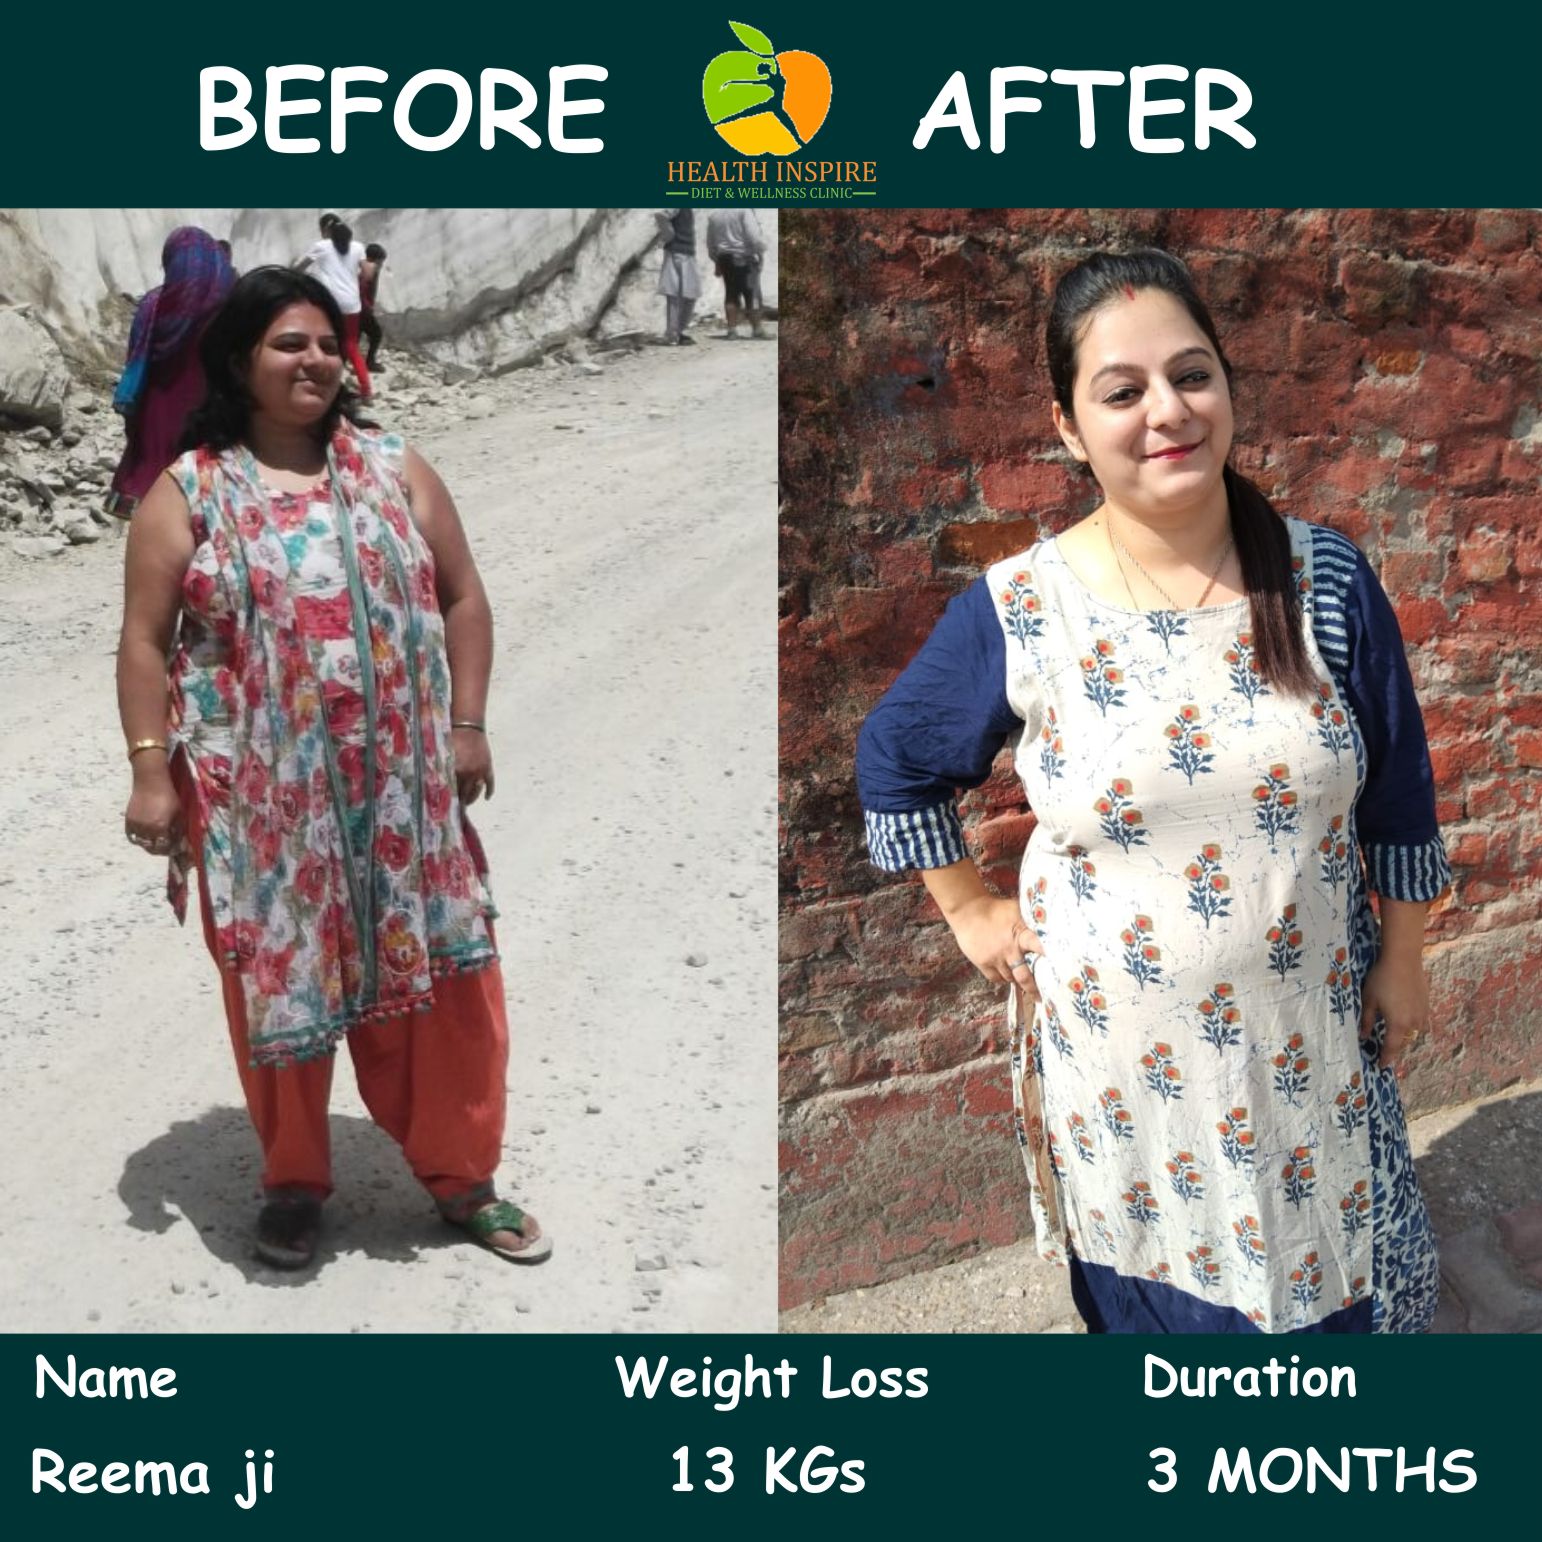 BEFORE
AFTER
HEALTH INSPIRE
DIET & WELLNESS CLINIC
Name
Weight Loss
Duration
Reema ji
13 KGs
3 MONTHS